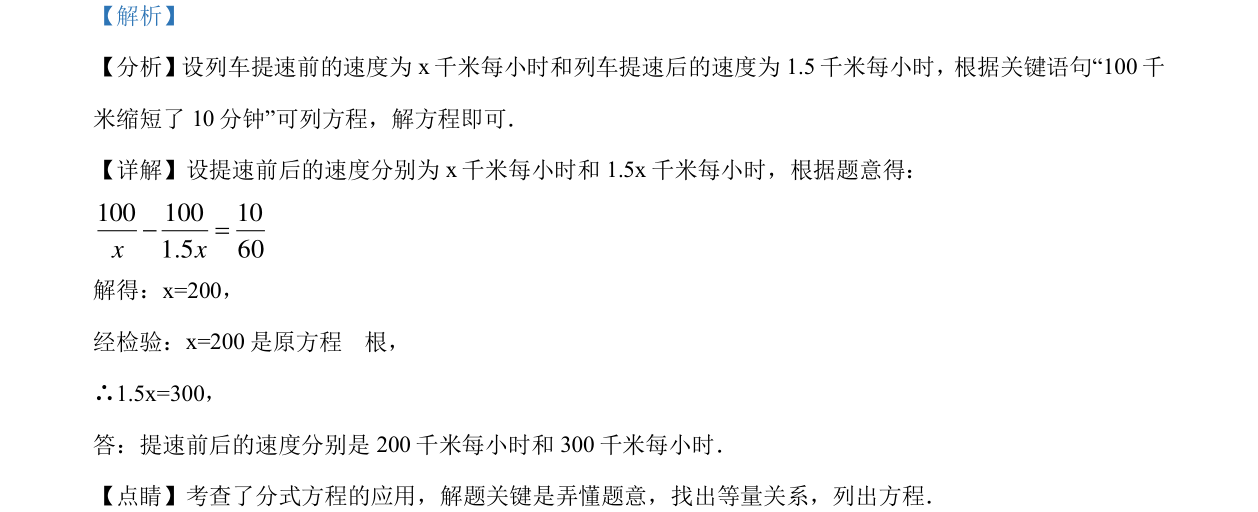 【解析】
【分析】设列车提速前的速度为 x 千米每小时和列车提速后的速度为 1.5 千米每小时，根据关键语句“100 千
米缩短了 10 分钟”可列方程，解方程即可．
【详解】设提速前后的速度分别为 x 千米每小时和 1.5x 千米每小时，根据题意得：
100/x − 100/1.5x = 10/60
解得：x=200，
经检验：x=200 是原方程 根，
∴1.5x=300，
答：提速前后的速度分别是 200 千米每小时和 300 千米每小时．
【点睛】考查了分式方程的应用，解题关键是弄懂题意，找出等量关系，列出方程．